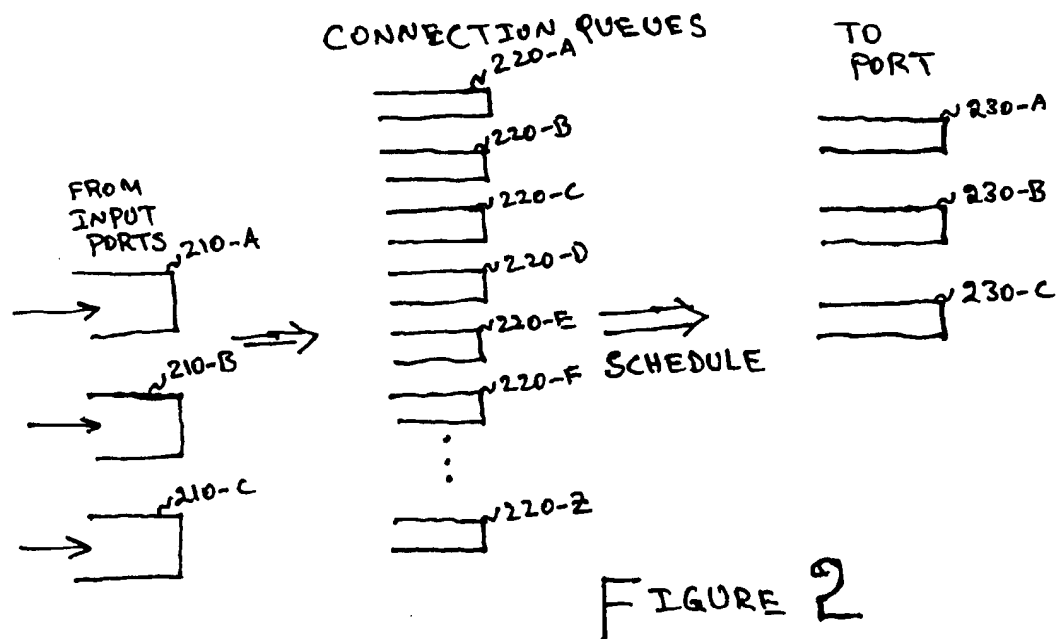 CONNECTION QUEUES
220-A
220-B
220-C
220-D
220-E
220-F
220-Z
FROM
INPUT
PORTS
210-A
210-B
210-C
SCHEDULE
TO
PORT
230-A
230-B
230-C
FIGURE 2